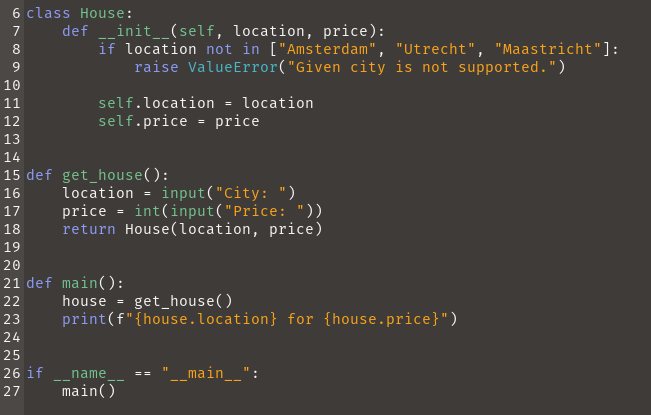 6 class House:
7     def __init__(self, location, price):
8         if location not in ["Amsterdam", "Utrecht", "Maastricht"]:
9             raise ValueError("Given city is not supported.")
10
11         self.location = location
12         self.price = price
13
14
15 def get_house():
16     location = input("City: ")
17     price = int(input("Price: "))
18     return House(location, price)
19
20
21 def main():
22     house = get_house()
23     print(f"{house.location} for {house.price}")
24
25
26 if __name__ == "__main__":
27     main()